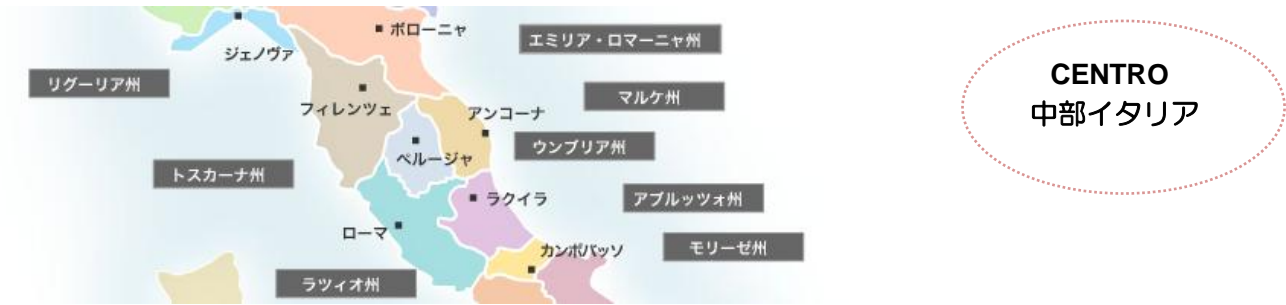 ボローニャ
エミリア・ロマーニャ州
ジェノヴァ
リグーリア州
フィレンツェ
マルケ州
アンコーナ
ウンブリア州
ペルージャ
トスカーナ州
ラクイラ
アブルッツォ州
ローマ
カンポバッソ
モリーゼ州
ラツィオ州
CENTRO
中部イタリア